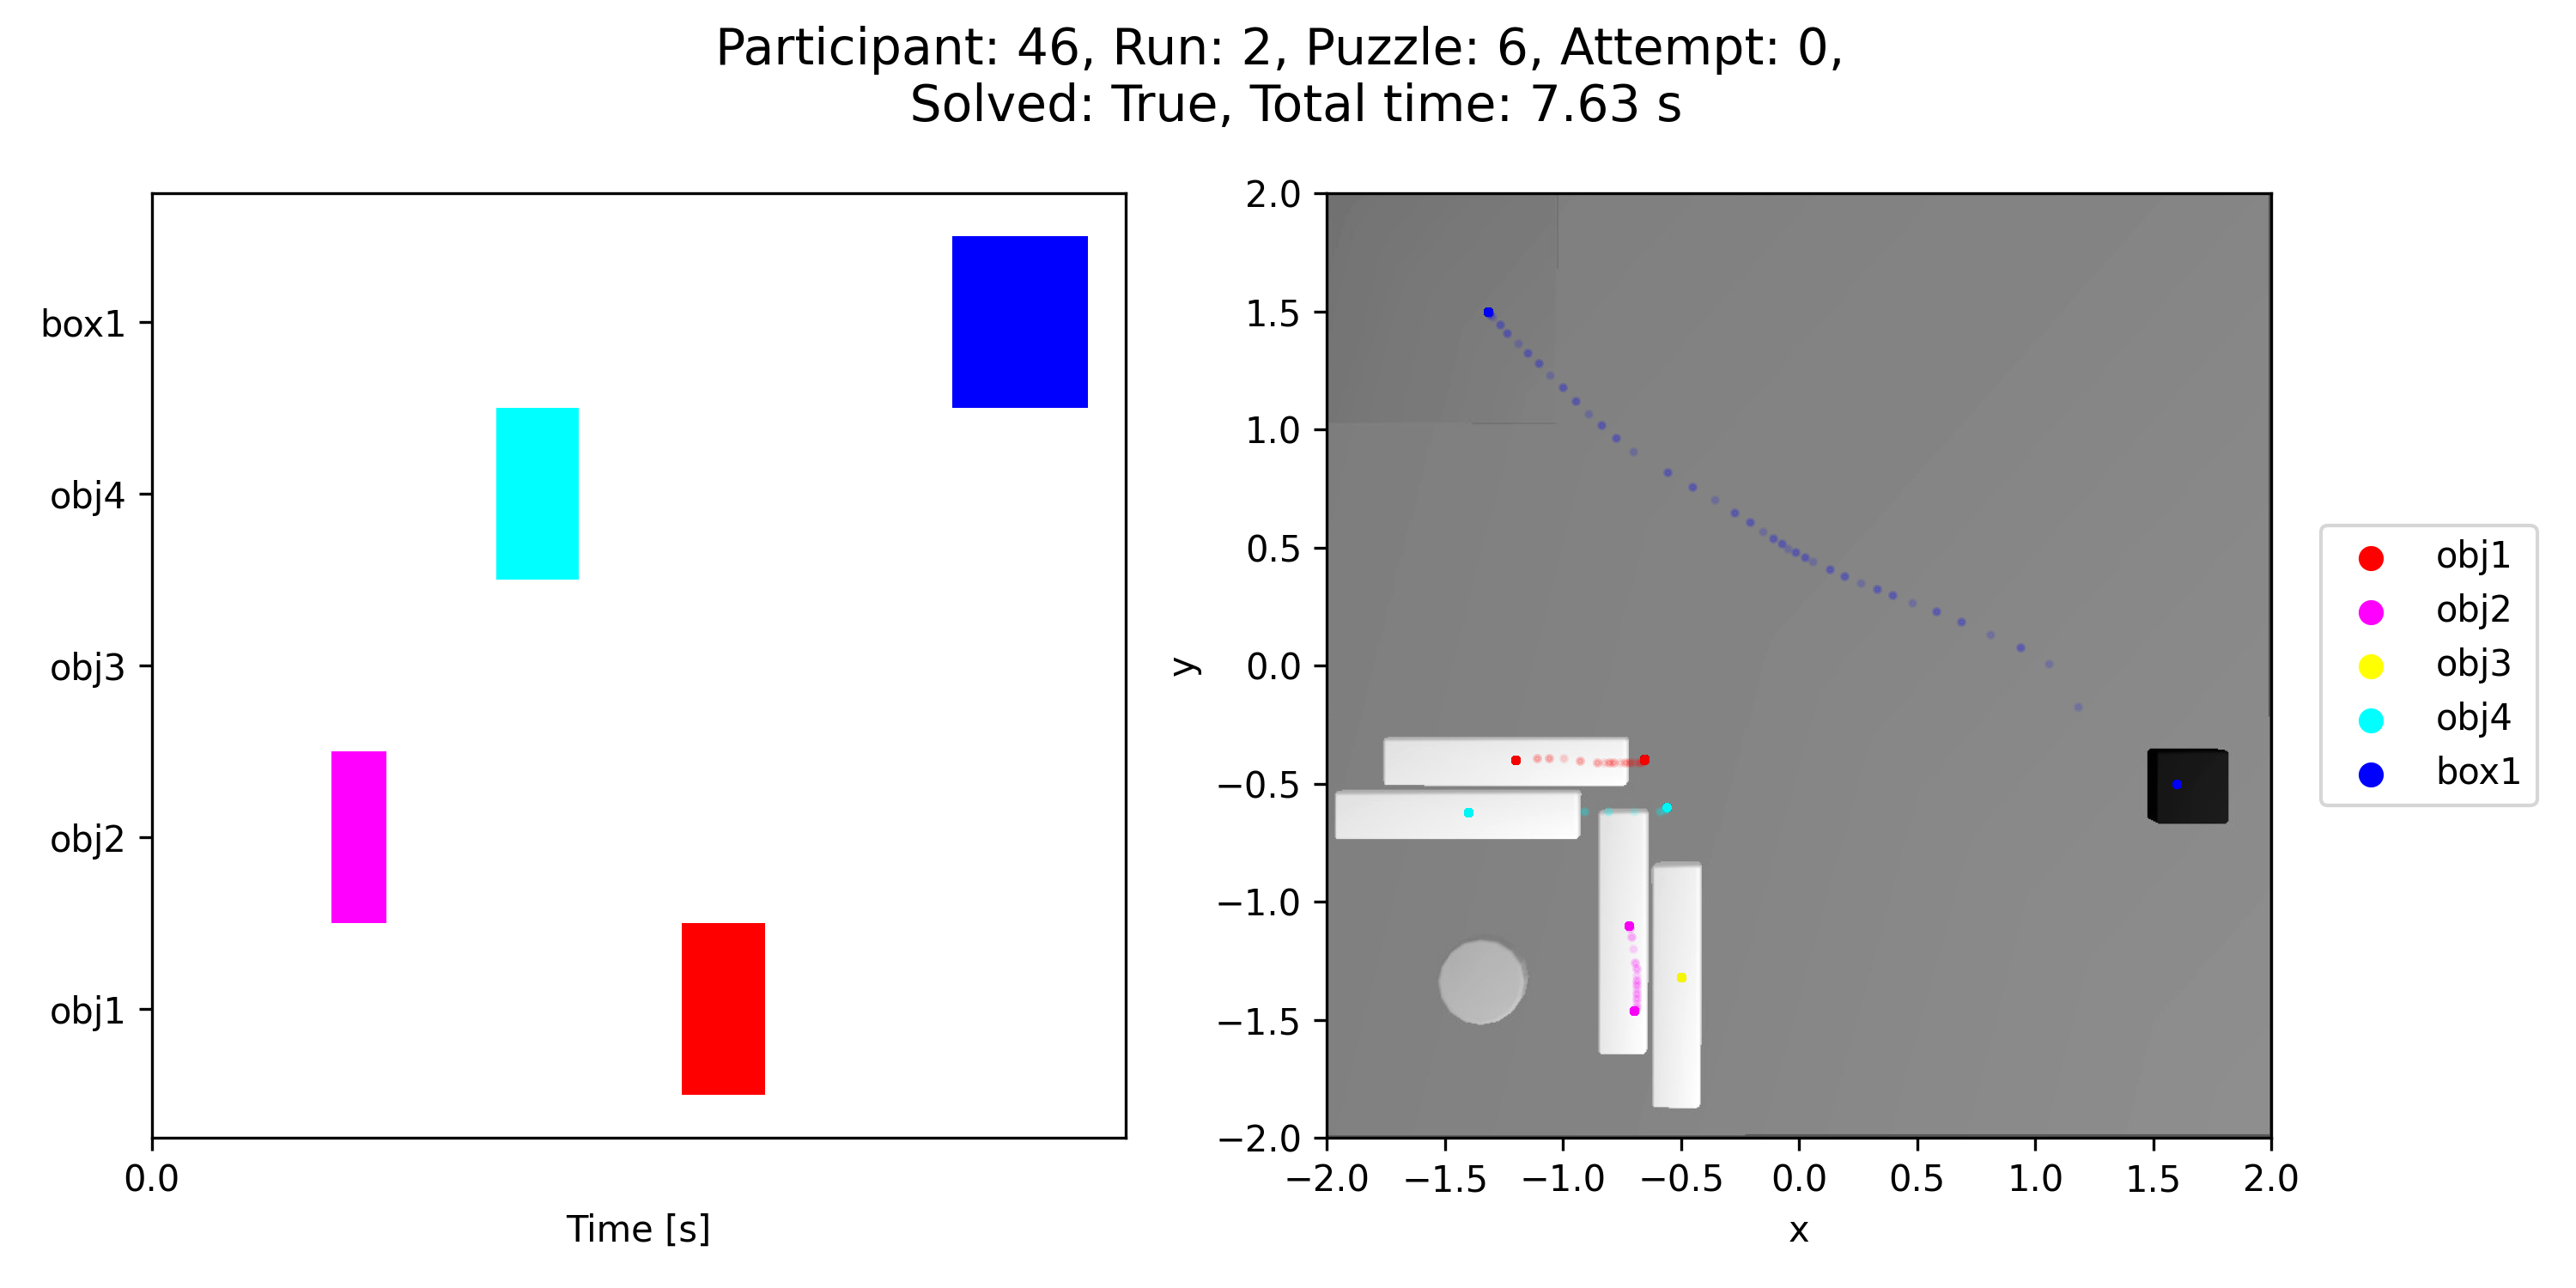 Participant: 46, Run: 2, Puzzle: 6, Attempt: 0,
Solved: True, Total time: 7.63 s
box1
obj4
obj3
obj2
obj1
0.0
Time [s]
2.0
1.5
1.0
0.5
0.0
−0.5
−1.0
−1.5
−2.0
y
−2.0 −1.5 −1.0 −0.5 0.0 0.5 1.0 1.5 2.0
x
obj1
obj2
obj3
obj4
box1